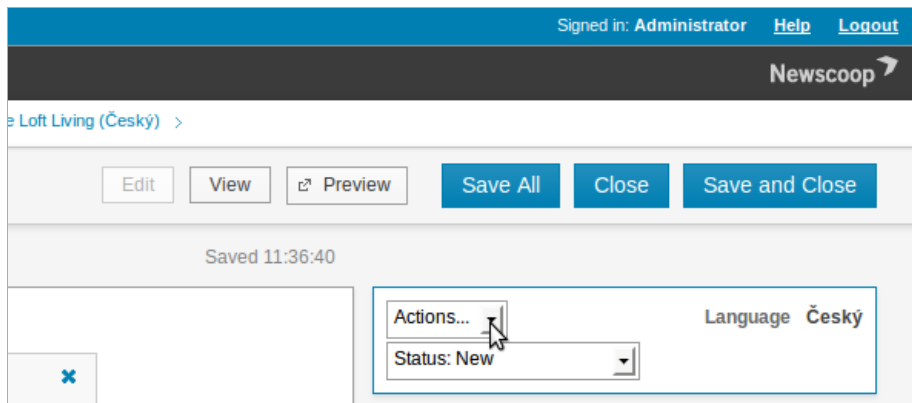 Signed in: Administrator Help Logout
Newscoop
e Loft Living (Český) >
Edit View Preview Save All Close Save and Close
Saved 11:36:40
Actions... Language Český
Status: New